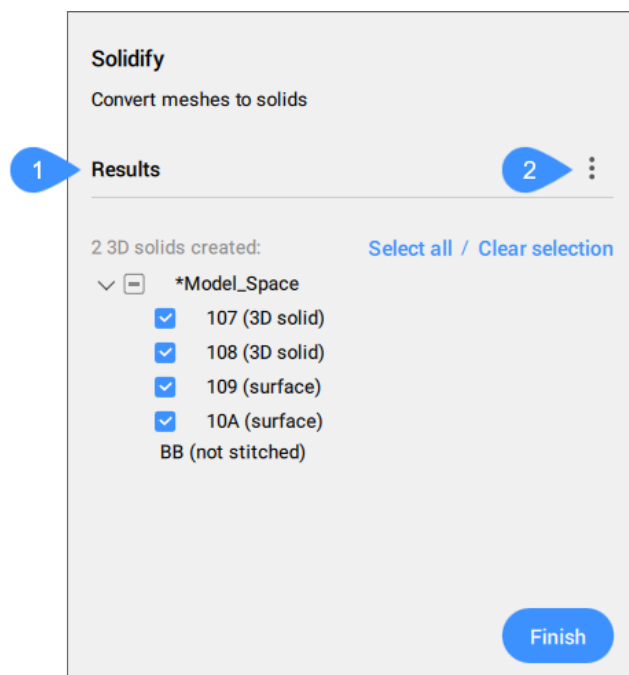 Solidify
Convert meshes to solids
1 Results 2
2 3D solids created: Select all / Clear selection
*Model_Space
107 (3D solid)
108 (3D solid)
109 (surface)
10A (surface)
BB (not stitched)
Finish